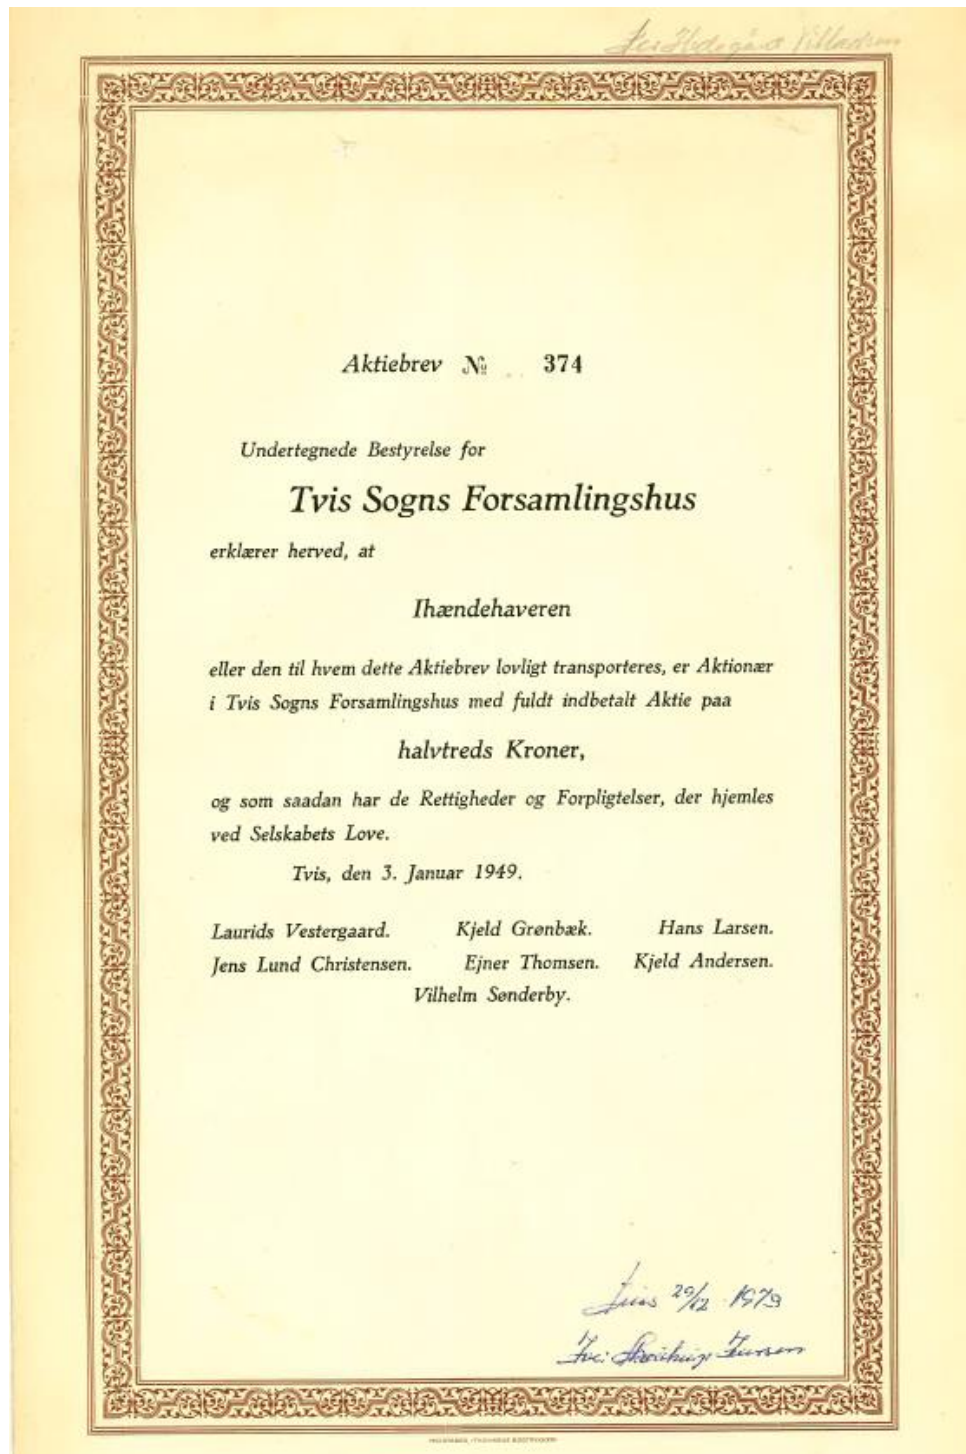 Aktiebrev № 374
Undertegnede Bestyrelse for
Tvis Sogns Forsamlingshus
erklærer herved, at
Ihændehaveren
eller den til hvem dette Aktiebrev lovligt transporteres, er Aktionær
i Tvis Sogns Forsamlingshus med fuldt indbetalt Aktie paa
halvtreds Kroner,
og som saadan har de Rettigheder og Forpligtelser, der hjemles
ved Selskabets Love.
Tvis, den 3. Januar 1949.
Laurids Vestergaard. Kjeld Grønbæk. Hans Larsen.
Jens Lund Christensen. Ejner Thomsen. Kjeld Andersen.
Vilhelm Sønderby.
29/12 1979